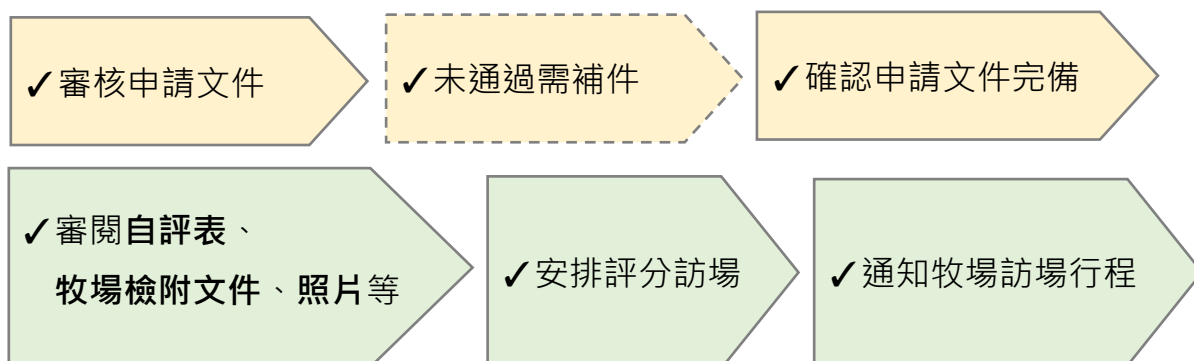 ✓審核申請文件
✓未通過需補件
✓確認申請文件完備
✓審閱自評表、
牧場檢附文件、照片等
✓安排評分訪場
✓通知牧場訪場行程